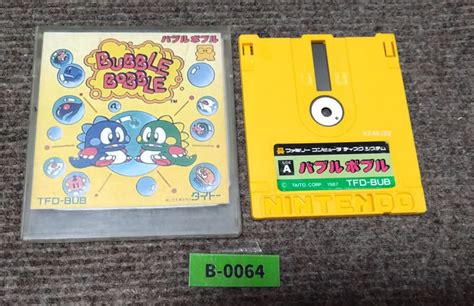 バブルボブル
BUBBLE
BOBBLE
TM
TFD-BUB
タイトー
ファミリー コンピュータ ディスク システム
SIDE
A
バブルボブル
© TAITO CORP. 1987 TFD-BUB
NINTENDO
B-0064